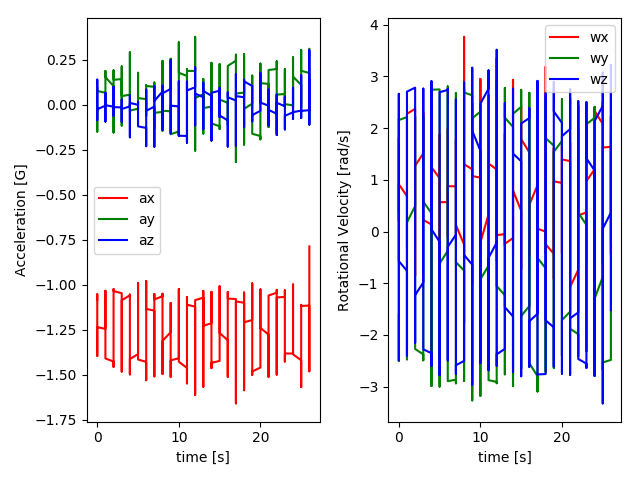 0.25
0.00
−0.25
−0.50
−0.75
−1.00
−1.25
−1.50
−1.75
Acceleration [G]
ax
ay
az
0
10
20
time [s]
4
3
2
1
0
−1
−2
−3
Rotational Velocity [rad/s]
wx
wy
wz
0
10
20
time [s]